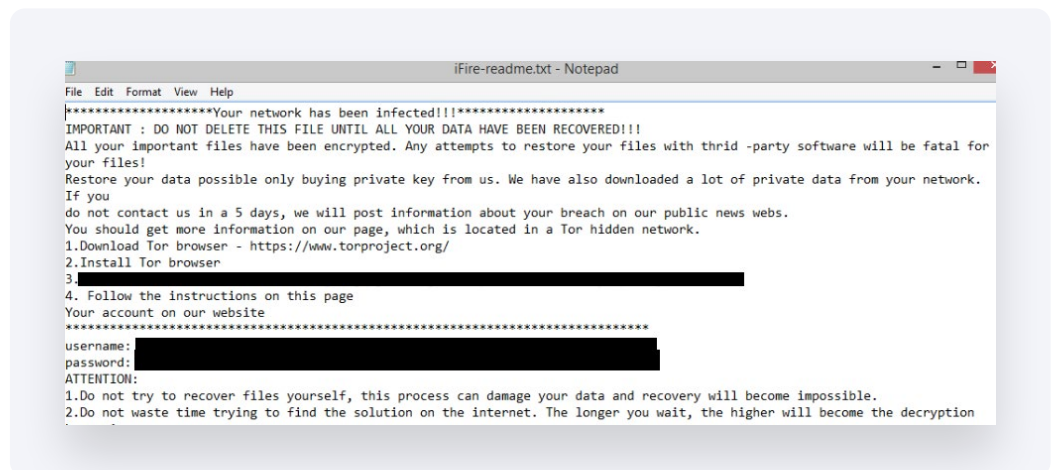 iFire-readme.txt - Notepad
File Edit Format View Help
********************Your network has been infected!!!********************
IMPORTANT : DO NOT DELETE THIS FILE UNTIL ALL YOUR DATA HAVE BEEN RECOVERED!!!
All your important files have been encrypted. Any attempts to restore your files with thrid -party software will be fatal for
your files!
Restore your data possible only buying private key from us. We have also downloaded a lot of private data from your network.
If you
do not contact us in a 5 days, we will post information about your breach on our public news webs.
You should get more information on our page, which is located in a Tor hidden network.
1.Download Tor browser - https://www.torproject.org/
2.Install Tor browser
3.
4. Follow the instructions on this page
Your account on our website
*******************************************************************************
username:
password:
ATTENTION:
1.Do not try to recover files yourself, this process can damage your data and recovery will become impossible.
2.Do not waste time trying to find the solution on the internet. The longer you wait, the higher will become the decryption